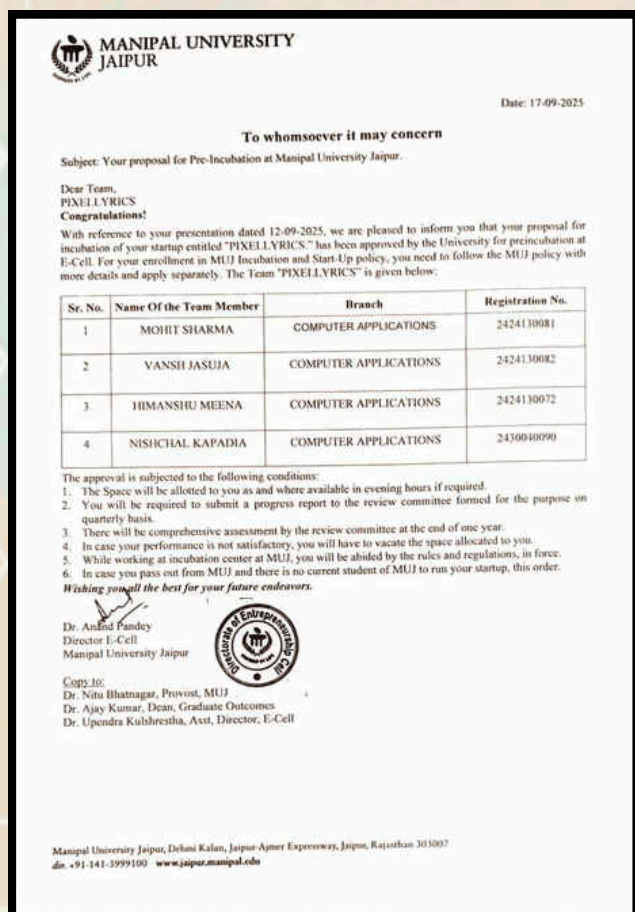 MANIPAL UNIVERSITY
JAIPUR
INSPIRED BY LIFE
Date: 17-09-2025
To whomsoever it may concern
Subject: Your proposal for Pre-Incubation at Manipal University Jaipur.
Dear Team,
PIXELLYRICS
Congratulations!
With reference to your presentation dated 12-09-2025, we are pleased to inform you that your proposal for
incubation of your startup entitled "PIXELLYRICS." has been approved by the University for preincubation at
E-Cell. For your enrollment in MUJ Incubation and Start-Up policy, you need to follow the MUJ policy with
more details and apply separately. The Team "PIXELLYRICS" is given below:
Sr. No. Name Of the Team Member Branch Registration No.
1 MOHIT SHARMA COMPUTER APPLICATIONS 2424130081
2 VANSH JASUJA COMPUTER APPLICATIONS 2424130082
3 HIMANSHU MEENA COMPUTER APPLICATIONS 2424130072
4 NISHCHAL KAPADIA COMPUTER APPLICATIONS 2430040090
The approval is subjected to the following conditions:
1. The Space will be allotted to you as and where available in evening hours if required.
2. You will be required to submit a progress report to the review committee formed for the purpose on
quarterly basis.
3. There will be comprehensive assessment by the review committee at the end of one year.
4. In case your performance is not satisfactory, you will have to vacate the space allocated to you.
5. While working at incubation center at MUJ, you will be abided by the rules and regulations, in force.
6. In case you pass out from MUJ and there is no current student of MUJ to run your startup, this order.
Wishing you all the best for your future endeavors.
Dr. Anand Pandey
Director E-Cell
Manipal University Jaipur
Directorate of Entrepreneurship Cell
Copy to:
Dr. Nitu Bhatnagar, Provost, MUJ
Dr. Ajay Kumar, Dean, Graduate Outcomes
Dr. Upendra Kulshrestha, Asst, Director, E-Cell
Manipal University Jaipur, Dehmi Kalan, Jaipur-Ajmer Expressway, Jaipur, Rajasthan 303007
dir. +91-141-3999100 www.jaipur.manipal.edu